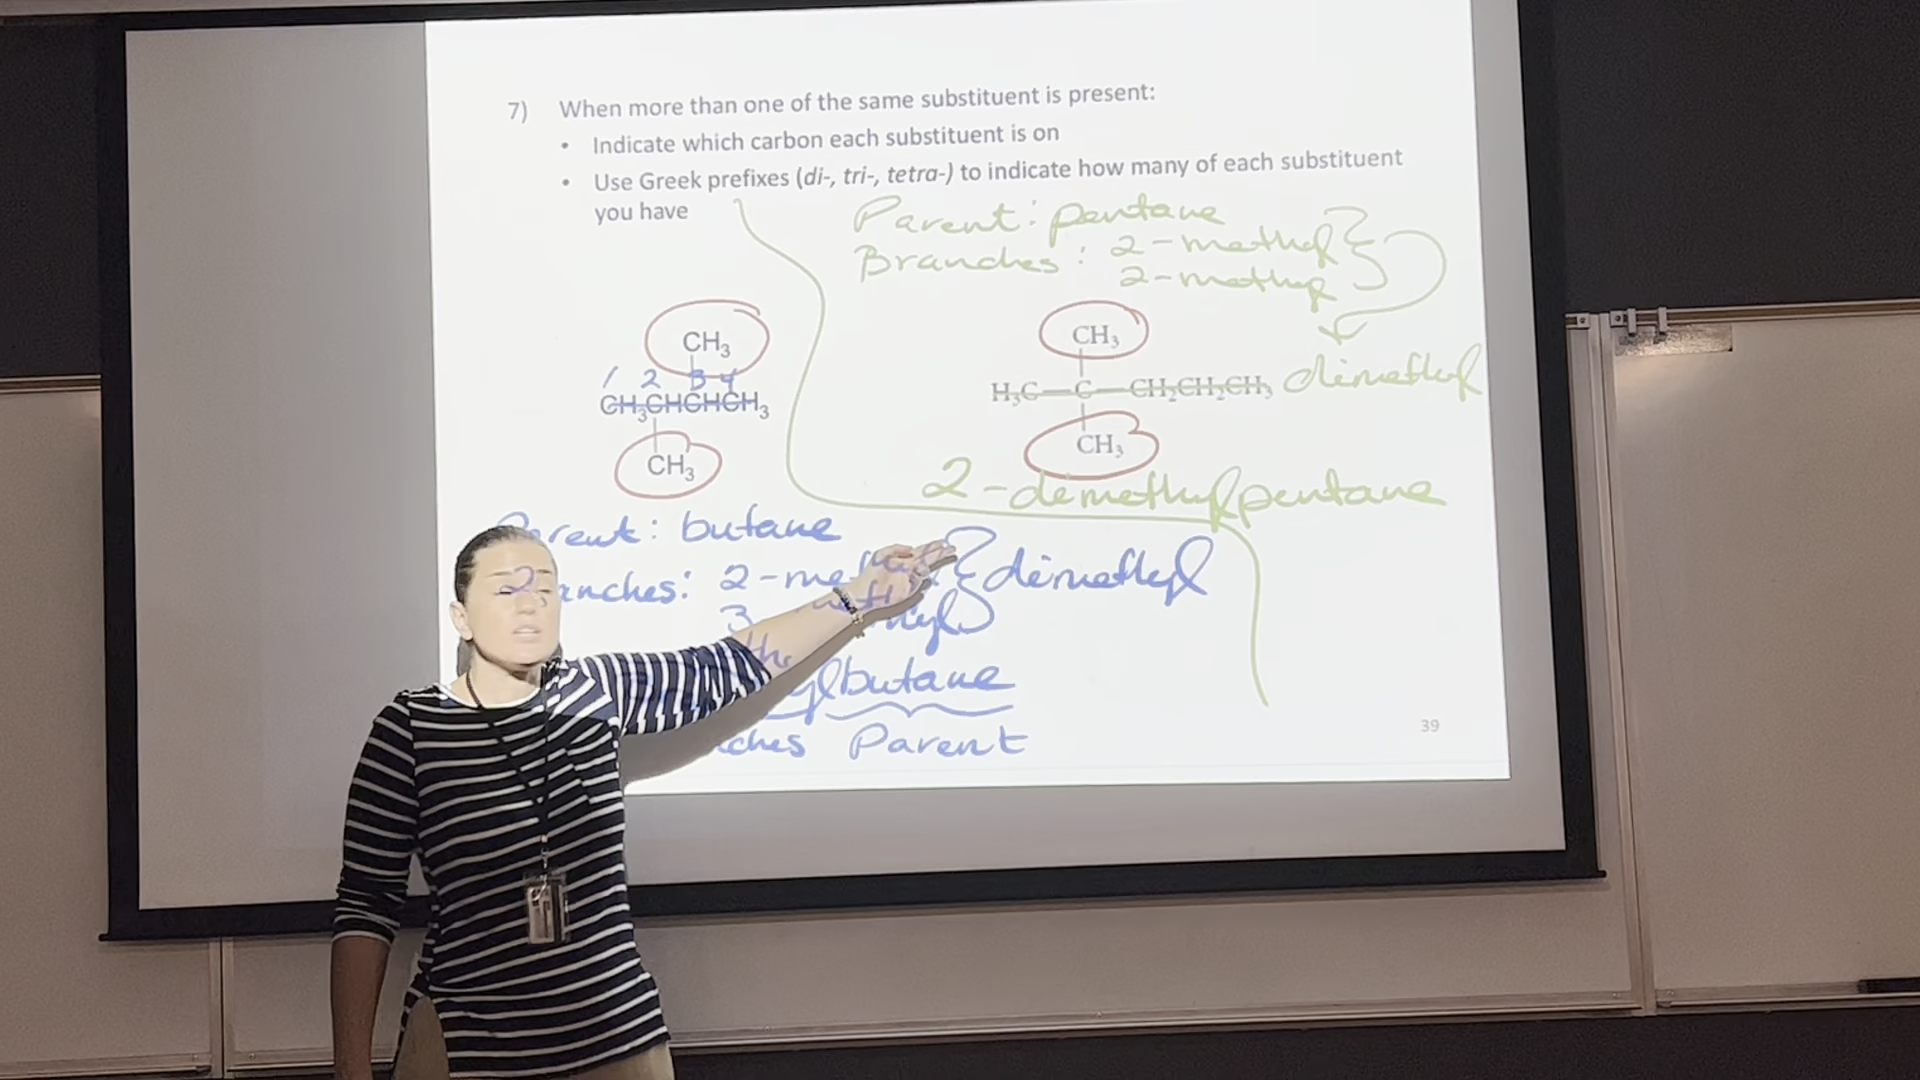 7) When more than one of the same substituent is present:
• Indicate which carbon each substituent is on
• Use Greek prefixes (di-, tri-, tetra-) to indicate how many of each substituent
you have
Parent: pentane
Branches: 2-methyl
2-methyl
dimethyl
CH3
H3C—C—CH2CH2CH3
CH3
2-dimethylpentane
CH3
1 2 3 4
CH3CHCHCH3
CH3
butane
2-
3
dimethyl
butane
Parent
39